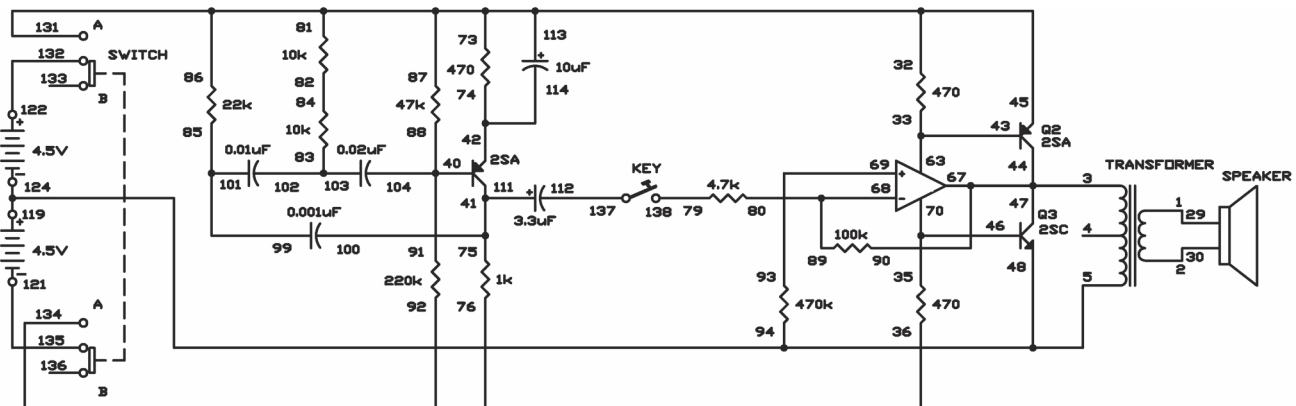 131 A
132 SWITCH
133
B
122
+
4.5V
-
124
119
+
4.5V
-
121
A
134
135
136
B
86
22k
85
81
10k
82
84
10k
83
87
47k
88
73
470
74
113
+
10uF
114
0.01uF
101 102
0.02uF
103 104
40
42
2SA
111
41
+ 112
3.3uF
0.001uF
99 100
91
220k
92
75
1k
76
KEY
137 138
4.7k
79 80
69 + 63
68 - 67
70
100k
89 90
93
470k
94
32
470
33
35
470
36
45
43 Q2
2SA
44
47
46 Q3
2SC
48
TRANSFORMER
3
4
5
1
2
SPEAKER
29
30